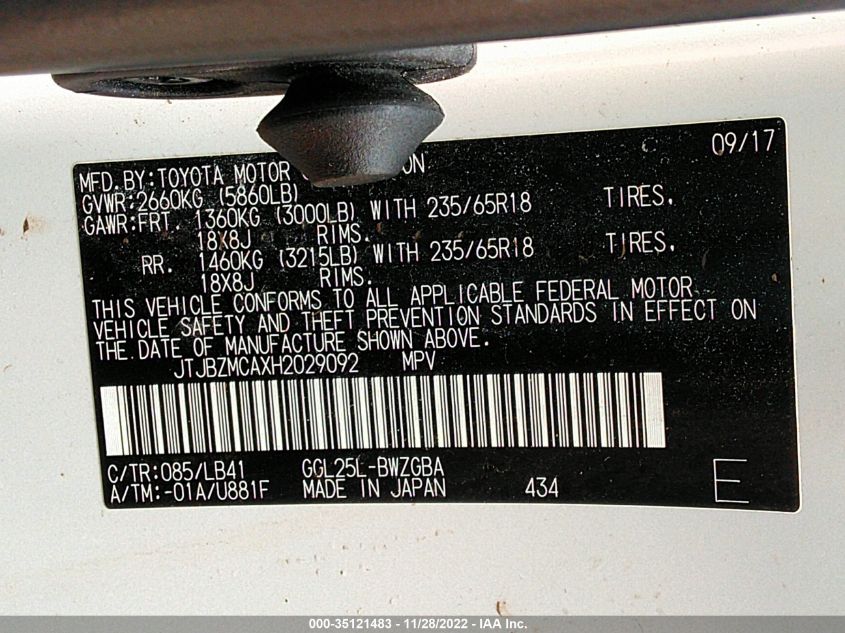 09/17
MFD. BY: TOYOTA MOTOR ON
GVWR: 2660KG (5860LB)
GAWR: FRT. 1360KG (3000LB) WITH 235/65R18 TIRES.
18X8J RIMS.
RR. 1460KG (3215LB) WITH 235/65R18 TIRES.
18X8J RIMS.
THIS VEHICLE CONFORMS TO ALL APPLICABLE FEDERAL MOTOR
VEHICLE SAFETY AND THEFT PREVENTION STANDARDS IN EFFECT ON
THE DATE OF MANUFACTURE SHOWN ABOVE.
JTJBZMCAXH2029092 MPV
C/TR: 085/LB41 GGL25L-BWZGBA
A/TM: -01A/U881F MADE IN JAPAN 434 E
000-35121483 - 11/28/2022 - IAA Inc.